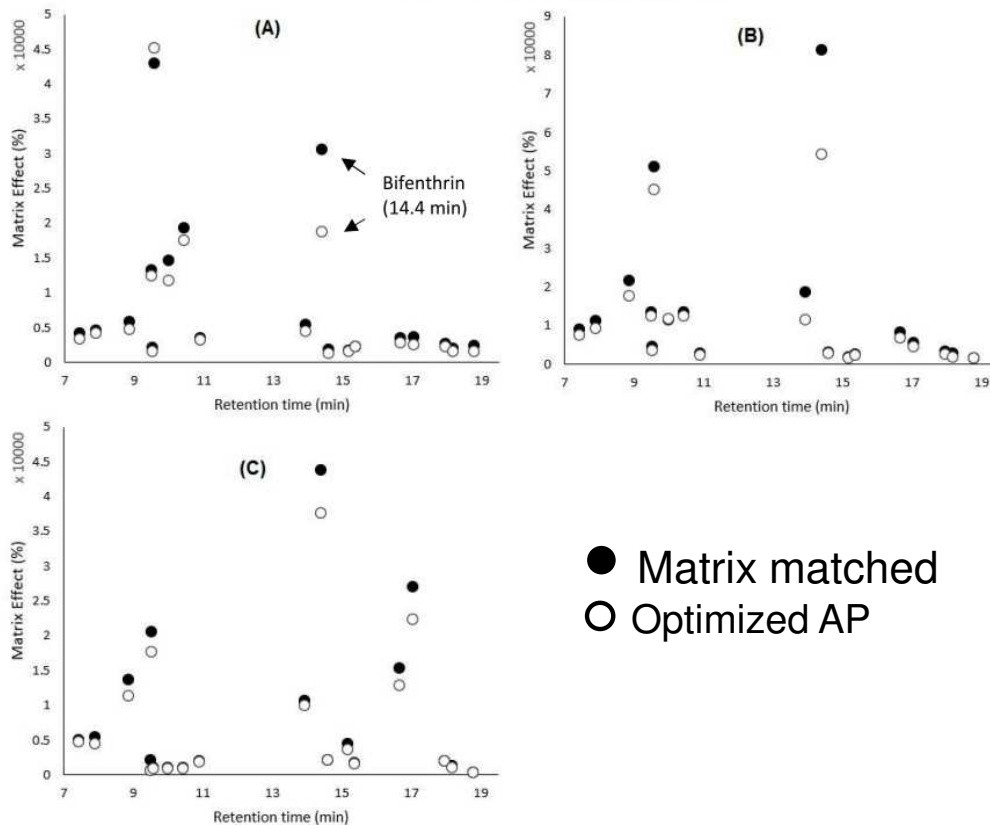 (A)
x 10000
Matrix Effect (%)
5
4.5
4
3.5
3
2.5
2
1.5
1
0.5
0
Bifenthrin
(14.4 min)
7 9 11 13 15 17 19
Retention time (min)
(B)
x 10000
Matrix Effect (%)
9
8
7
6
5
4
3
2
1
0
7 9 11 13 15 17 19
Retention time (min)
(C)
x 10000
Matrix Effect (%)
5
4.5
4
3.5
3
2.5
2
1.5
1
0.5
0
7 9 11 13 15 17 19
Retention time (min)
Matrix matched
Optimized AP